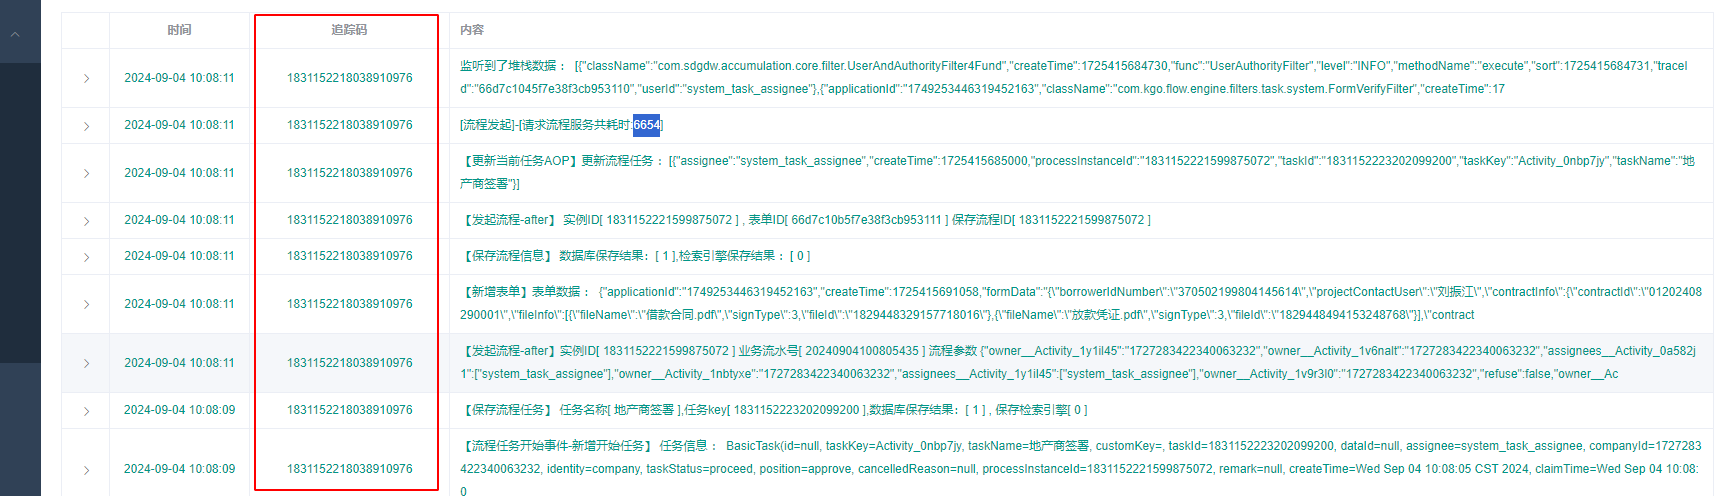 时间 追踪码 内容
2024-09-04 10:08:11 1831152218038910976 监听到了堆栈数据： [{"className":"com.sdgdw.accumulation.core.filter.UserAndAuthorityFilter4Fund","createTime":1725415684730,"func":"UserAuthorityFilter","level":"INFO","methodName":"execute","sort":1725415684731,"traceI
d":"66d7c1045f7e38f3cb953110","userId":"system_task_assignee"},{"applicationId":"1749253446319452163","className":"com.kgo.flow.engine.filters.task.system.FormVerifyFilter","createTime":17
2024-09-04 10:08:11 1831152218038910976 [流程发起]-[请求流程服务共耗时:6654]
2024-09-04 10:08:11 1831152218038910976 【更新当前任务AOP】更新流程任务： [{"assignee":"system_task_assignee","createTime":1725415685000,"processInstanceId":"1831152221599875072","taskId":"1831152223202099200","taskKey":"Activity_0nbp7jy","taskName":"地
产商签署"}]
2024-09-04 10:08:11 1831152218038910976 【发起流程-after】 实例ID[ 1831152221599875072 ] , 表单ID[ 66d7c10b5f7e38f3cb953111 ] 保存流程ID[ 1831152221599875072 ]
2024-09-04 10:08:11 1831152218038910976 【保存流程信息】 数据库保存结果：[ 1 ],检索引擎保存结果：[ 0 ]
2024-09-04 10:08:11 1831152218038910976 【新增表单】表单数据： {"applicationId":"1749253446319452163","createTime":1725415691058,"formData":"{\"borrowerIdNumber\":\"370502199804145614\",\"projectContactUser\":\"刘振江\",\"contractInfo\":{\"contractId\":\"01202408
290001\",\"fileInfo\":[{\"fileName\":\"借款合同.pdf\",\"signType\":3,\"fileId\":\"1829448329157718016\"},{\"fileName\":\"放款凭证.pdf\",\"signType\":3,\"fileId\":\"1829448494153248768\"}],\"contract
2024-09-04 10:08:11 1831152218038910976 【发起流程-after】实例ID[ 1831152221599875072 ] 业务流水号[ 20240904100805435 ] 流程参数 {"owner__Activity_1y1il45":"1727283422340063232","owner__Activity_1v6nalt":"1727283422340063232","assignees__Activity_0a582j
1":["system_task_assignee"],"owner__Activity_1nbtyxe":"1727283422340063232","assignees__Activity_1y1il45":["system_task_assignee"],"owner__Activity_1v9r3l0":"1727283422340063232","refuse":false,"owner__Ac
2024-09-04 10:08:09 1831152218038910976 【保存流程任务】 任务名称[ 地产商签署 ],任务key[ 1831152223202099200 ],数据库保存结果：[ 1 ] , 保存检索引擎[ 0 ]
2024-09-04 10:08:09 1831152218038910976 【流程任务开始事件-新增开始任务】 任务信息： BasicTask(id=null, taskKey=Activity_0nbp7jy, taskName=地产商签署, customKey=, taskId=1831152223202099200, dataId=null, assignee=system_task_assignee, companyId=1727283
422340063232, identity=company, taskStatus=proceed, position=approve, cancelledReason=null, processInstanceId=1831152221599875072, remark=null, createTime=Wed Sep 04 10:08:05 CST 2024, claimTime=Wed Sep 04 10:08:
0